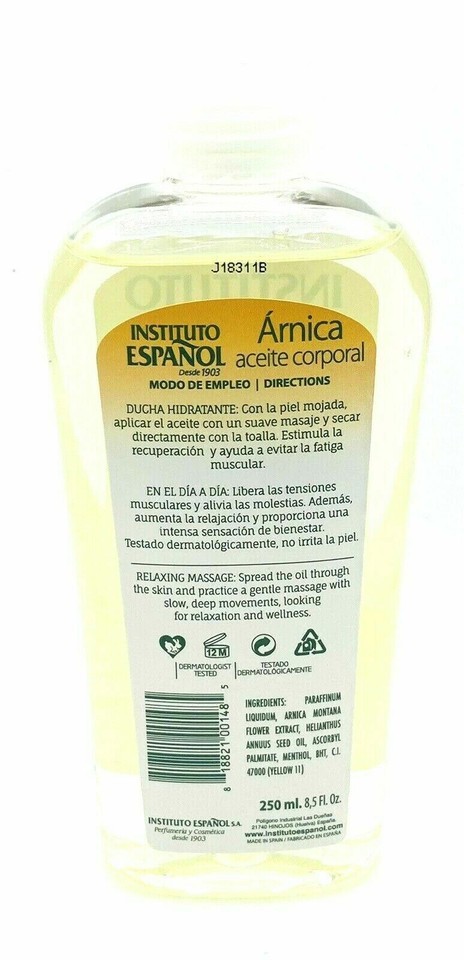 J18311B
INSTITUTO
INSTITUTO
ESPAÑOL
Desde 1903
Árnica
aceite corporal
MODO DE EMPLEO | DIRECTIONS
DUCHA HIDRATANTE: Con la piel mojada,
aplicar el aceite con un suave masaje y secar
directamente con la toalla. Estimula la
recuperación y ayuda a evitar la fatiga
muscular.
EN EL DÍA A DÍA: Libera las tensiones
musculares y alivia las molestias. Además,
aumenta la relajación y proporciona una
intensa sensación de bienestar.
Testado dermatológicamente, no irrita la piel.
RELAXING MASSAGE: Spread the oil through
the skin and practice a gentle massage with
slow, deep movements, looking
for relaxation and wellness.
12 M
DERMATOLOGIST
TESTED
TESTADO
DERMATOLÓGICAMENTE
8 18821 00148 5
INGREDIENTS: PARAFFINUM
LIQUIDUM, ARNICA MONTANA
FLOWER EXTRACT, HELIANTHUS
ANNUUS SEED OIL, ASCORBYL
PALMITATE, MENTHOL, BHT, C.I.
47000 (YELLOW 11)
250 ml. 8,5 Fl. Oz.
INSTITUTO ESPAÑOL S.A.
Perfumería y Cosmética
desde 1903
Polígono Industrial Las Dueñas
21740 HINOJOS (Huelva) España.
www.institutoespanol.com
MADE IN SPAIN / FABRICADO EN ESPAÑA